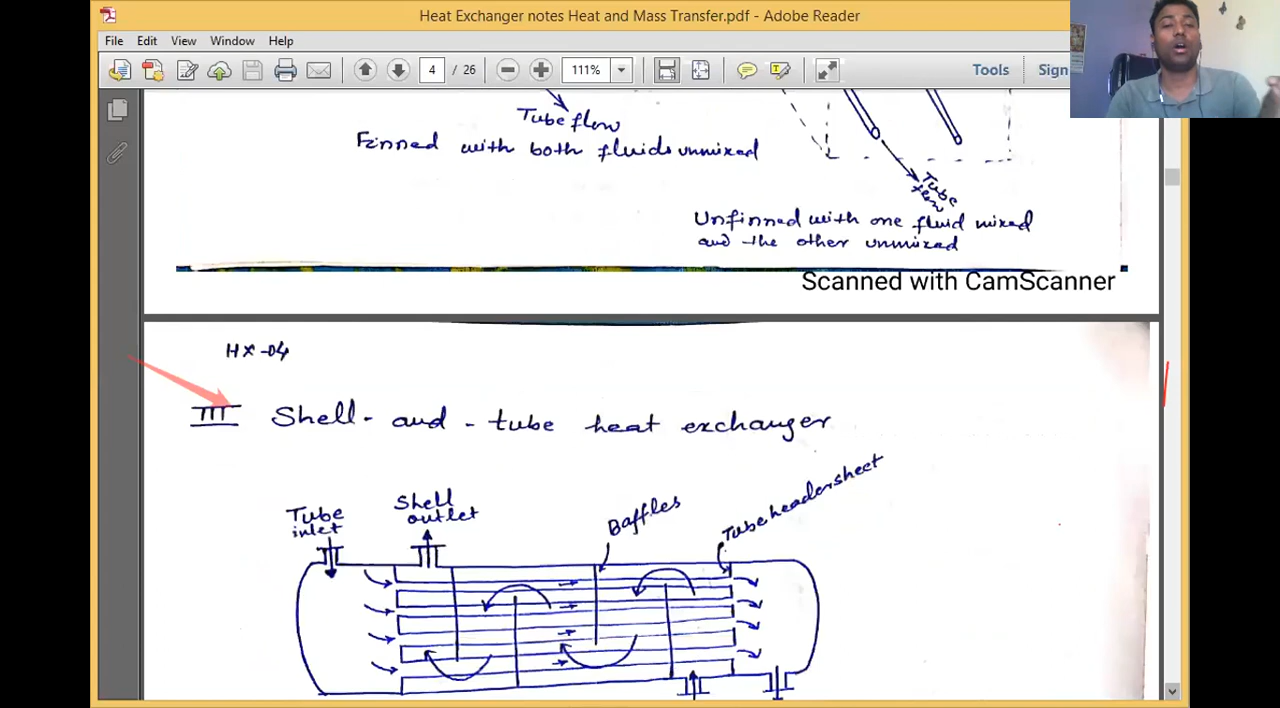 Heat Exchanger notes Heat and Mass Transfer.pdf - Adobe Reader
File Edit View Window Help
4 / 26 111% Tools Sign
Tube flow
Finned with both fluids unmixed
Tube
flow
Unfinned with one fluid mixed
and the other unmixed
Scanned with CamScanner
HX-04
III Shell-and-tube heat exchanger
Tube
inlet
Shell
outlet
Baffles
Tube header sheet